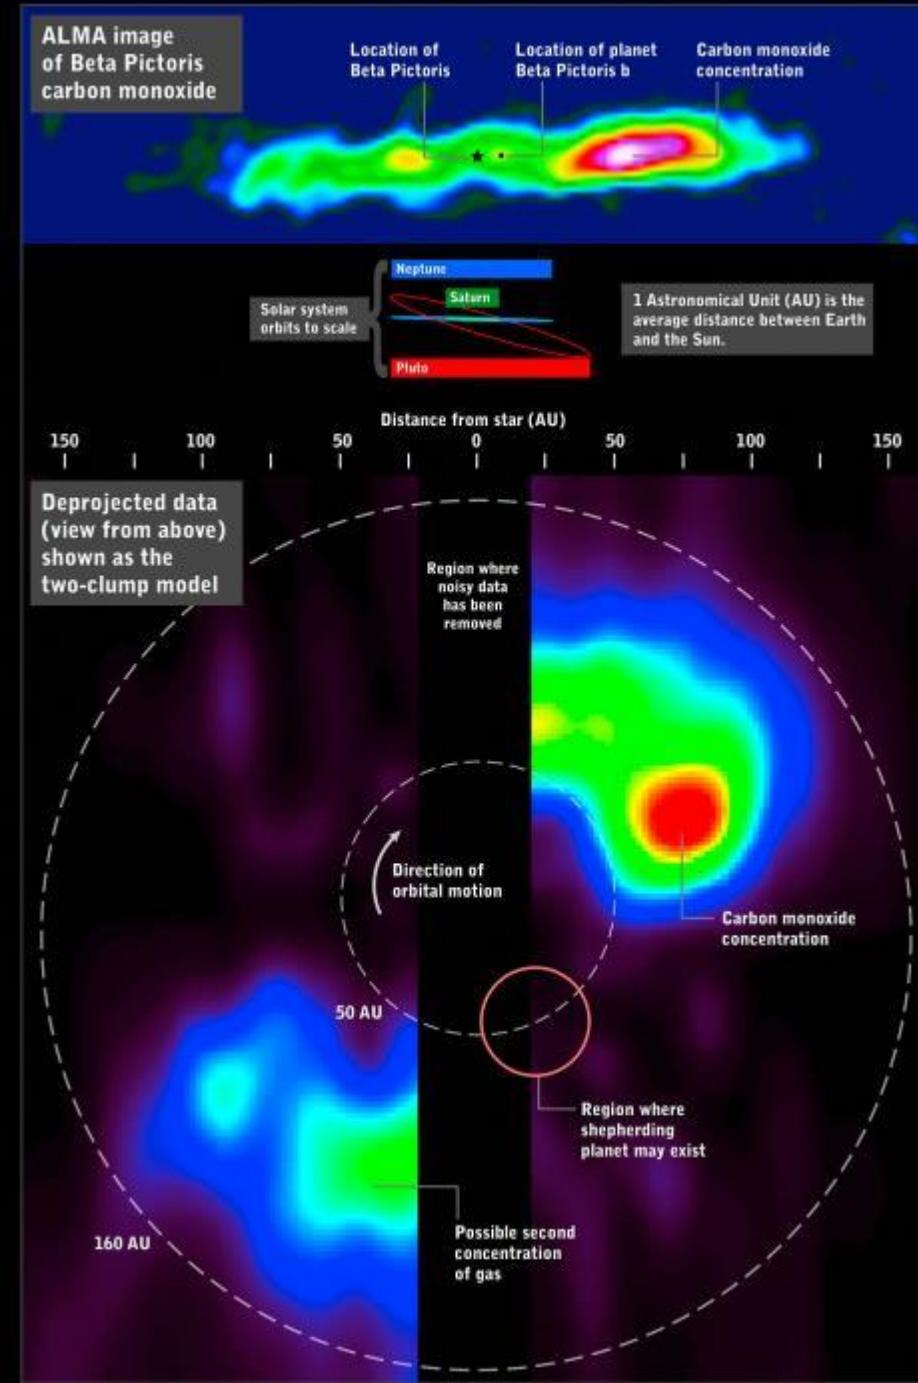 ALMA image
of Beta Pictoris
carbon monoxide
Location of
Beta Pictoris
Location of planet
Beta Pictoris b
Carbon monoxide
concentration
Neptune
Saturn
Pluto
Solar system
orbits to scale
1 Astronomical Unit (AU) is the
average distance between Earth
and the Sun.
Distance from star (AU)
150 100 50 0 50 100 150
Deprojected data
(view from above)
shown as the
two-clump model
Region where
noisy data
has been
removed
Direction of
orbital motion
Carbon monoxide
concentration
50 AU
Region where
shepherding
planet may exist
Possible second
concentration
of gas
160 AU